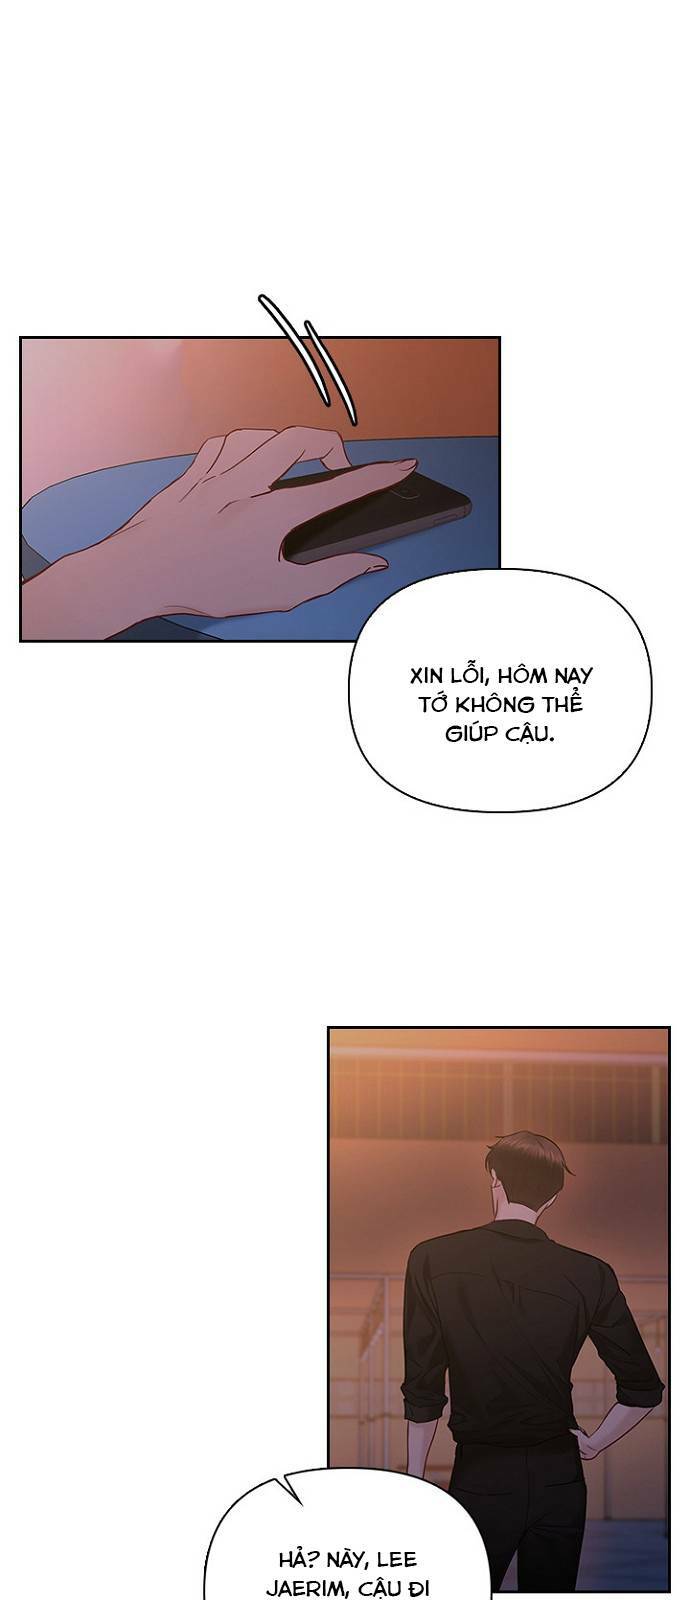 XIN LỖI, HÔM NAY
TỚ KHÔNG THỂ
GIÚP CẬU.
HẢ? NÀY, LEE
JAERIM, CẬU ĐI